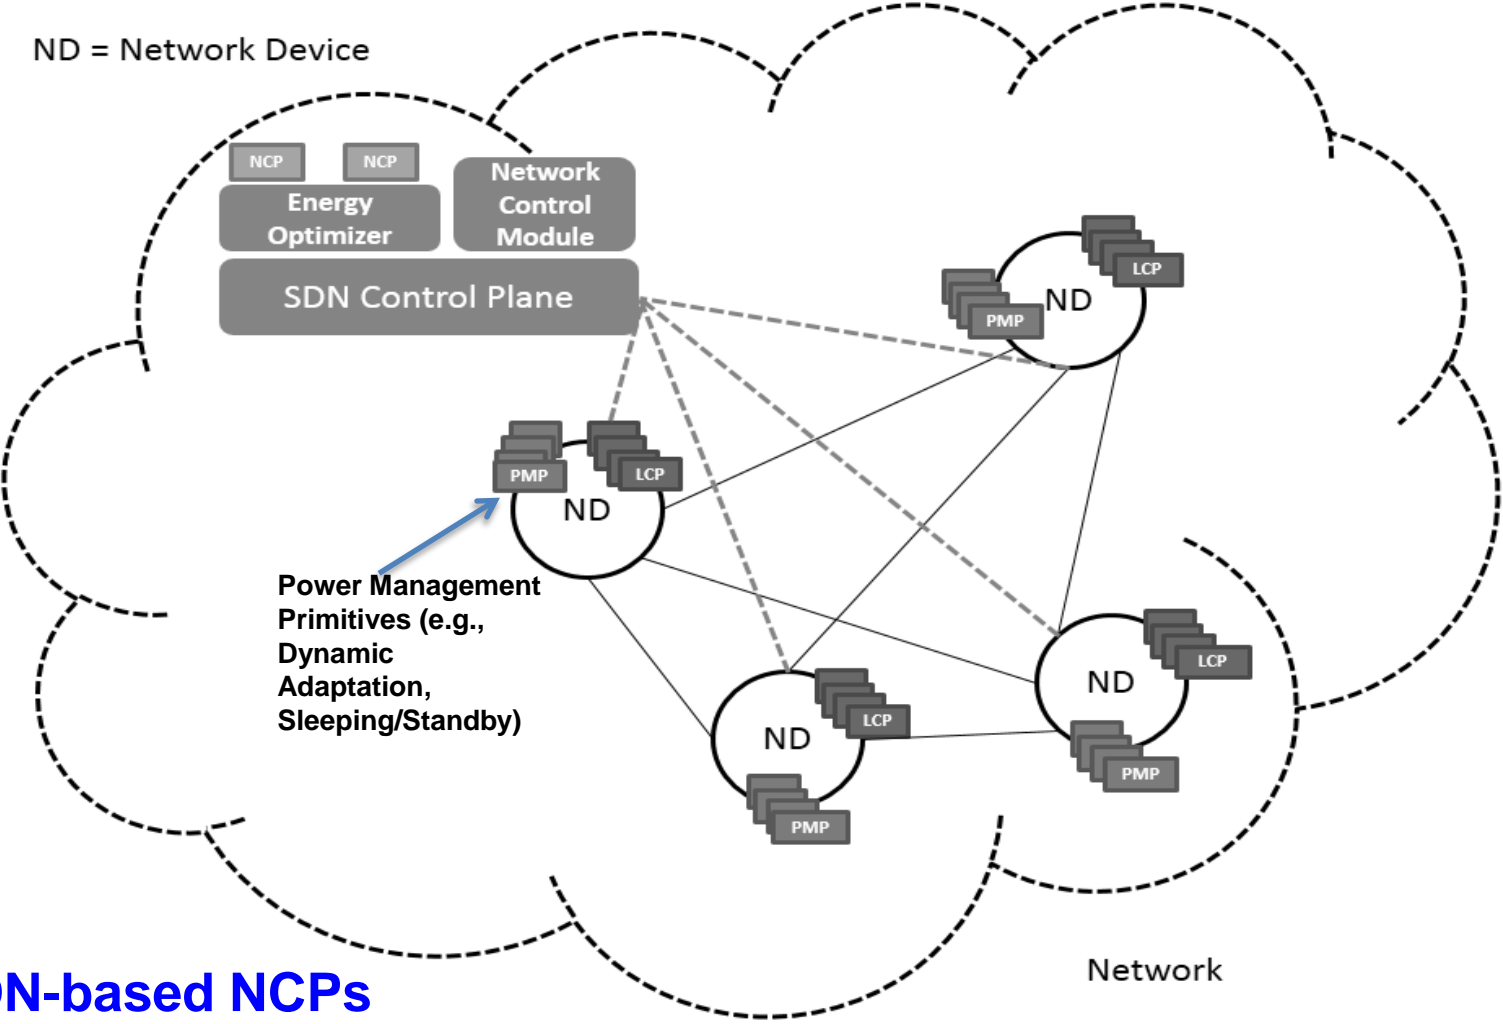 ND = Network Device
NCP
NCP
Energy
Optimizer
Network
Control
Module
SDN Control Plane
LCP
ND
PMP
PMP
LCP
ND
Power Management
Primitives (e.g.,
Dynamic
Adaptation,
Sleeping/Standby)
LCP
ND
PMP
LCP
ND
PMP
Network
N-based NCPs